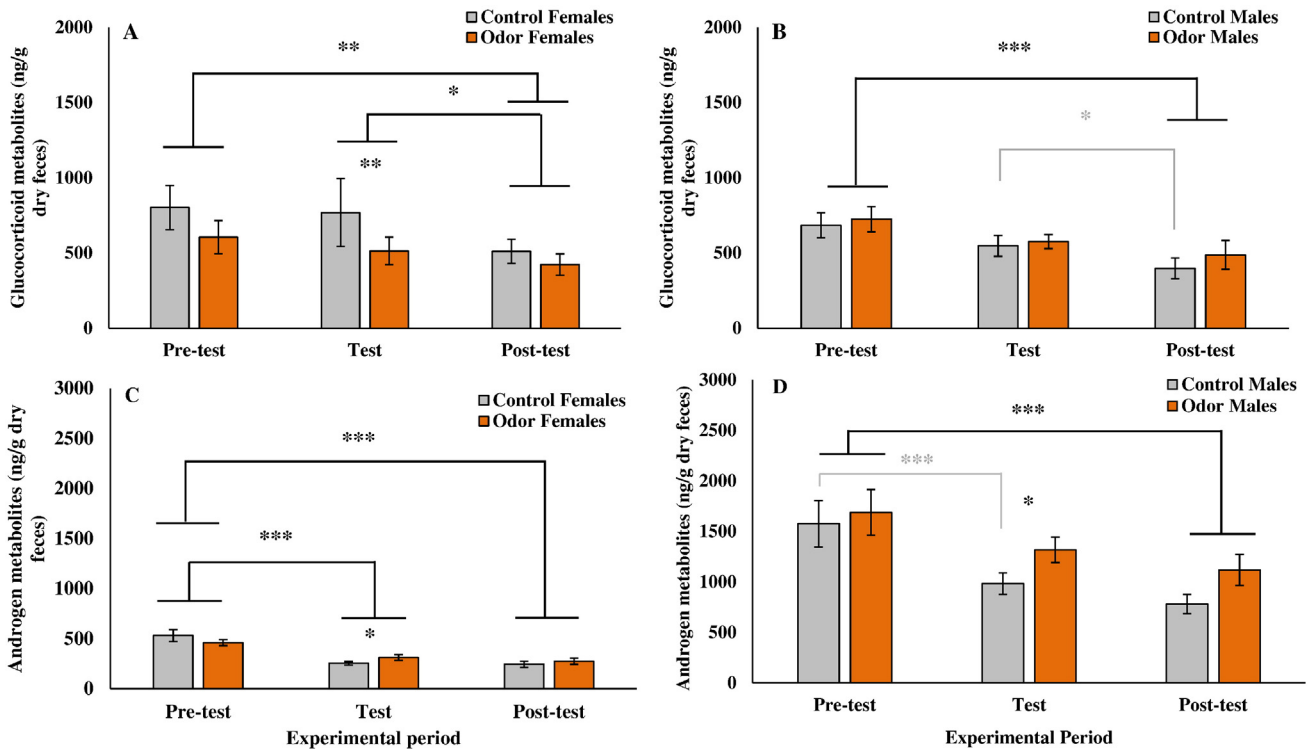 A
Control Females
Odor Females
Glucocorticoid metabolites (ng/g
dry feces)
2000
1500
1000
500
0
**
*
**
Pre-test
Test
Post-test
B
Control Males
Odor Males
Glucocorticoid metabolites (ng/g
dry feces)
2000
1500
1000
500
0
***
*
Pre-test
Test
Post-test
C
Control Females
Odor Females
Androgen metabolites (ng/g dry
feces)
3000
2500
2000
1500
1000
500
0
***
***
*
Pre-test
Test
Post-test
Experimental period
D
Control Males
Odor Males
Androgen metabolites (ng/g dry feces)
3000
2500
2000
1500
1000
500
0
***
***
*
Pre-test
Test
Post-test
Experimental Period